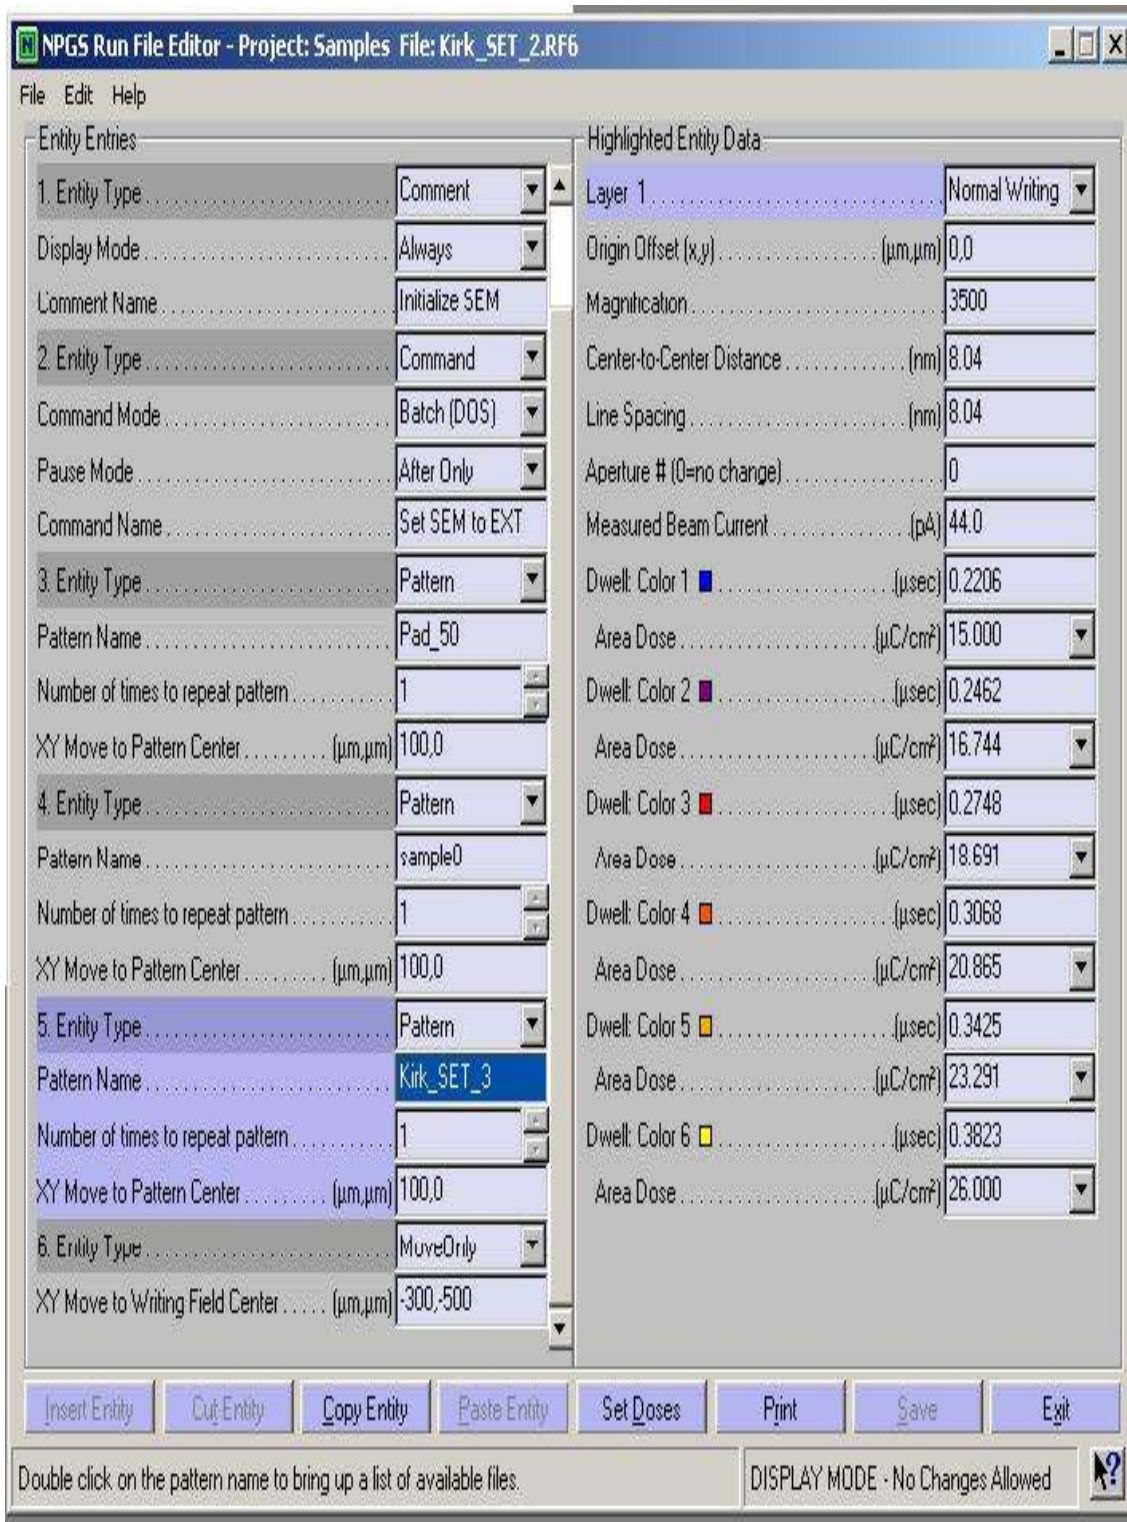 NPGS Run File Editor - Project: Samples File: Kirk_SET_2.RF6
File Edit Help
Entity Entries
1. Entity Type Comment
Display Mode Always
Comment Name Initialize SEM
2. Entity Type Command
Command Mode Batch (DOS)
Pause Mode After Only
Command Name Set SEM to EXT
3. Entity Type Pattern
Pattern Name Pad_50
Number of times to repeat pattern 1
XY Move to Pattern Center (µm,µm) 100,0
4. Entity Type Pattern
Pattern Name sample0
Number of times to repeat pattern 1
XY Move to Pattern Center (µm,µm) 100,0
5. Entity Type Pattern
Pattern Name Kirk_SET_3
Number of times to repeat pattern 1
XY Move to Pattern Center (µm,µm) 100,0
6. Entity Type MoveOnly
XY Move to Writing Field Center (µm,µm) -300,-500
Highlighted Entity Data
Layer 1 Normal Writing
Origin Offset (x,y) (µm,µm) 0,0
Magnification 3500
Center-to-Center Distance (nm) 8.04
Line Spacing (nm) 8.04
Aperture # (0=no change) 0
Measured Beam Current (pA) 44.0
Dwell: Color 1 (µsec) 0.2206
Area Dose (µC/cm²) 15.000
Dwell: Color 2 (µsec) 0.2462
Area Dose (µC/cm²) 16.744
Dwell: Color 3 (µsec) 0.2748
Area Dose (µC/cm²) 18.691
Dwell: Color 4 (µsec) 0.3068
Area Dose (µC/cm²) 20.865
Dwell: Color 5 (µsec) 0.3425
Area Dose (µC/cm²) 23.291
Dwell: Color 6 (µsec) 0.3823
Area Dose (µC/cm²) 26.000
Insert Entity Cut Entity Copy Entity Paste Entity Set Doses Print Save Exit
Double click on the pattern name to bring up a list of available files. DISPLAY MODE - No Changes Allowed